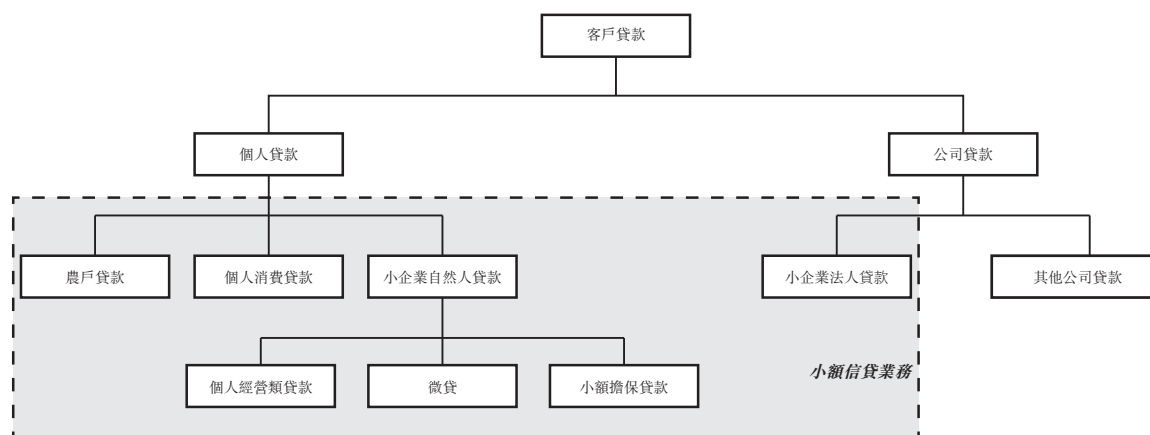 客戶貸款
個人貸款
公司貸款
農戶貸款
個人消費貸款
小企業自然人貸款
小企業法人貸款
其他公司貸款
個人經營類貸款
微貸
小額擔保貸款
小額信貸業務